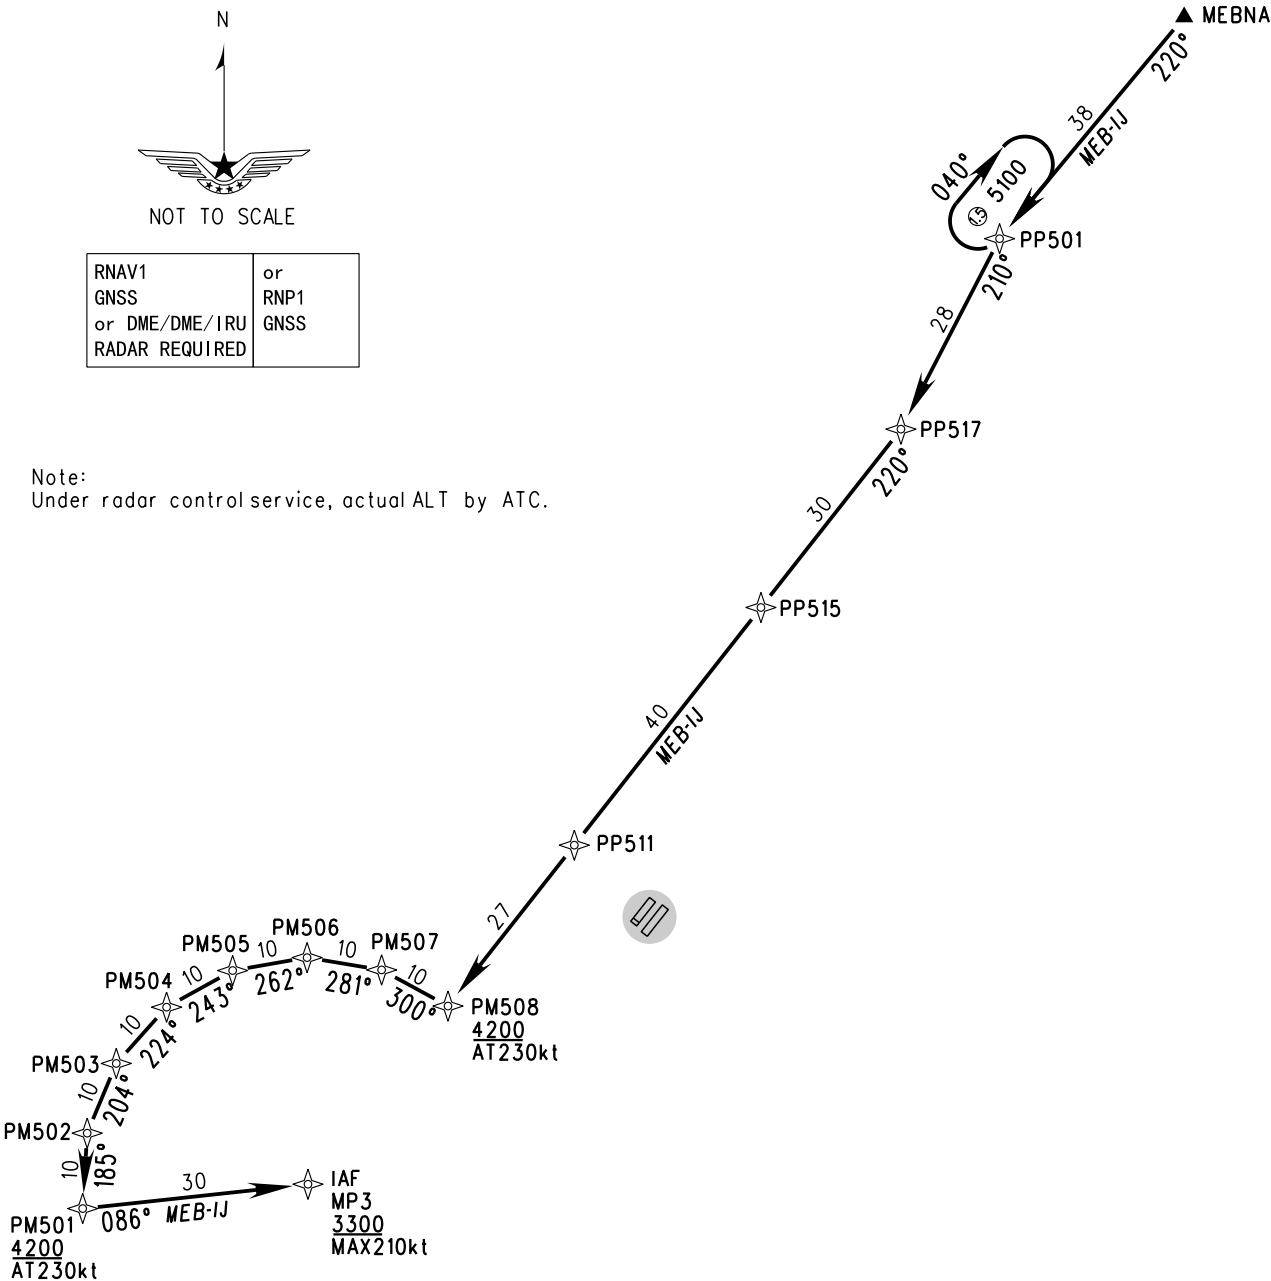 N
MEBNA
220°
38
MEB-IJ
040°
5100
1.5
PP501
210°
NOT TO SCALE
RNAV1
GNSS
or DME/DME/IRU
RADAR REQUIRED
or
RNP1
GNSS
28
PP517
220°
Note:
Under radar control service, actual ALT by ATC.
30
PP515
40
MEB-IJ
PP511
27
PM508
4200
AT230kt
10
300°
PM507
10
281°
PM506
10
262°
PM505
10
243°
PM504
10
224°
PM503
10
204°
PM502
10
185°
PM501
4200
AT230kt
30
086° MEB-IJ
IAF
MP3
3300
MAX210kt